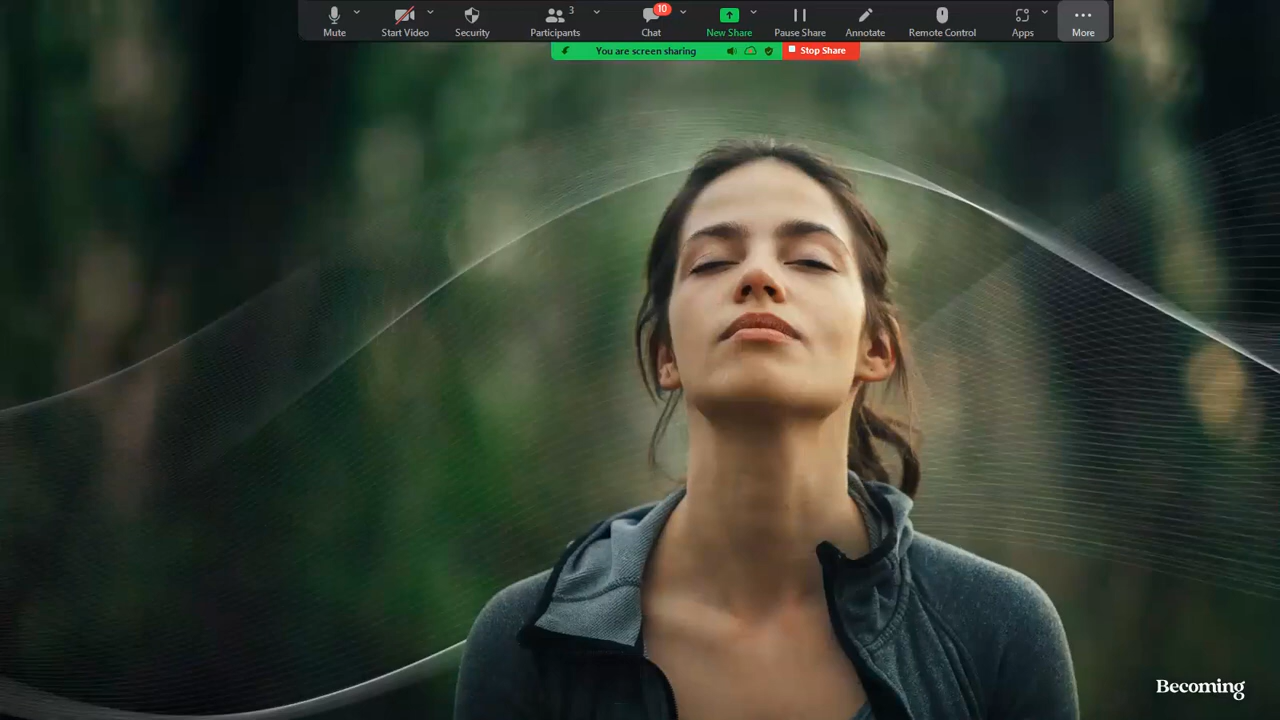 Mute
Start Video
Security
Participants
3
Chat
10
New Share
Pause Share
Annotate
Remote Control
Apps
More
You are screen sharing
Stop Share
Becoming